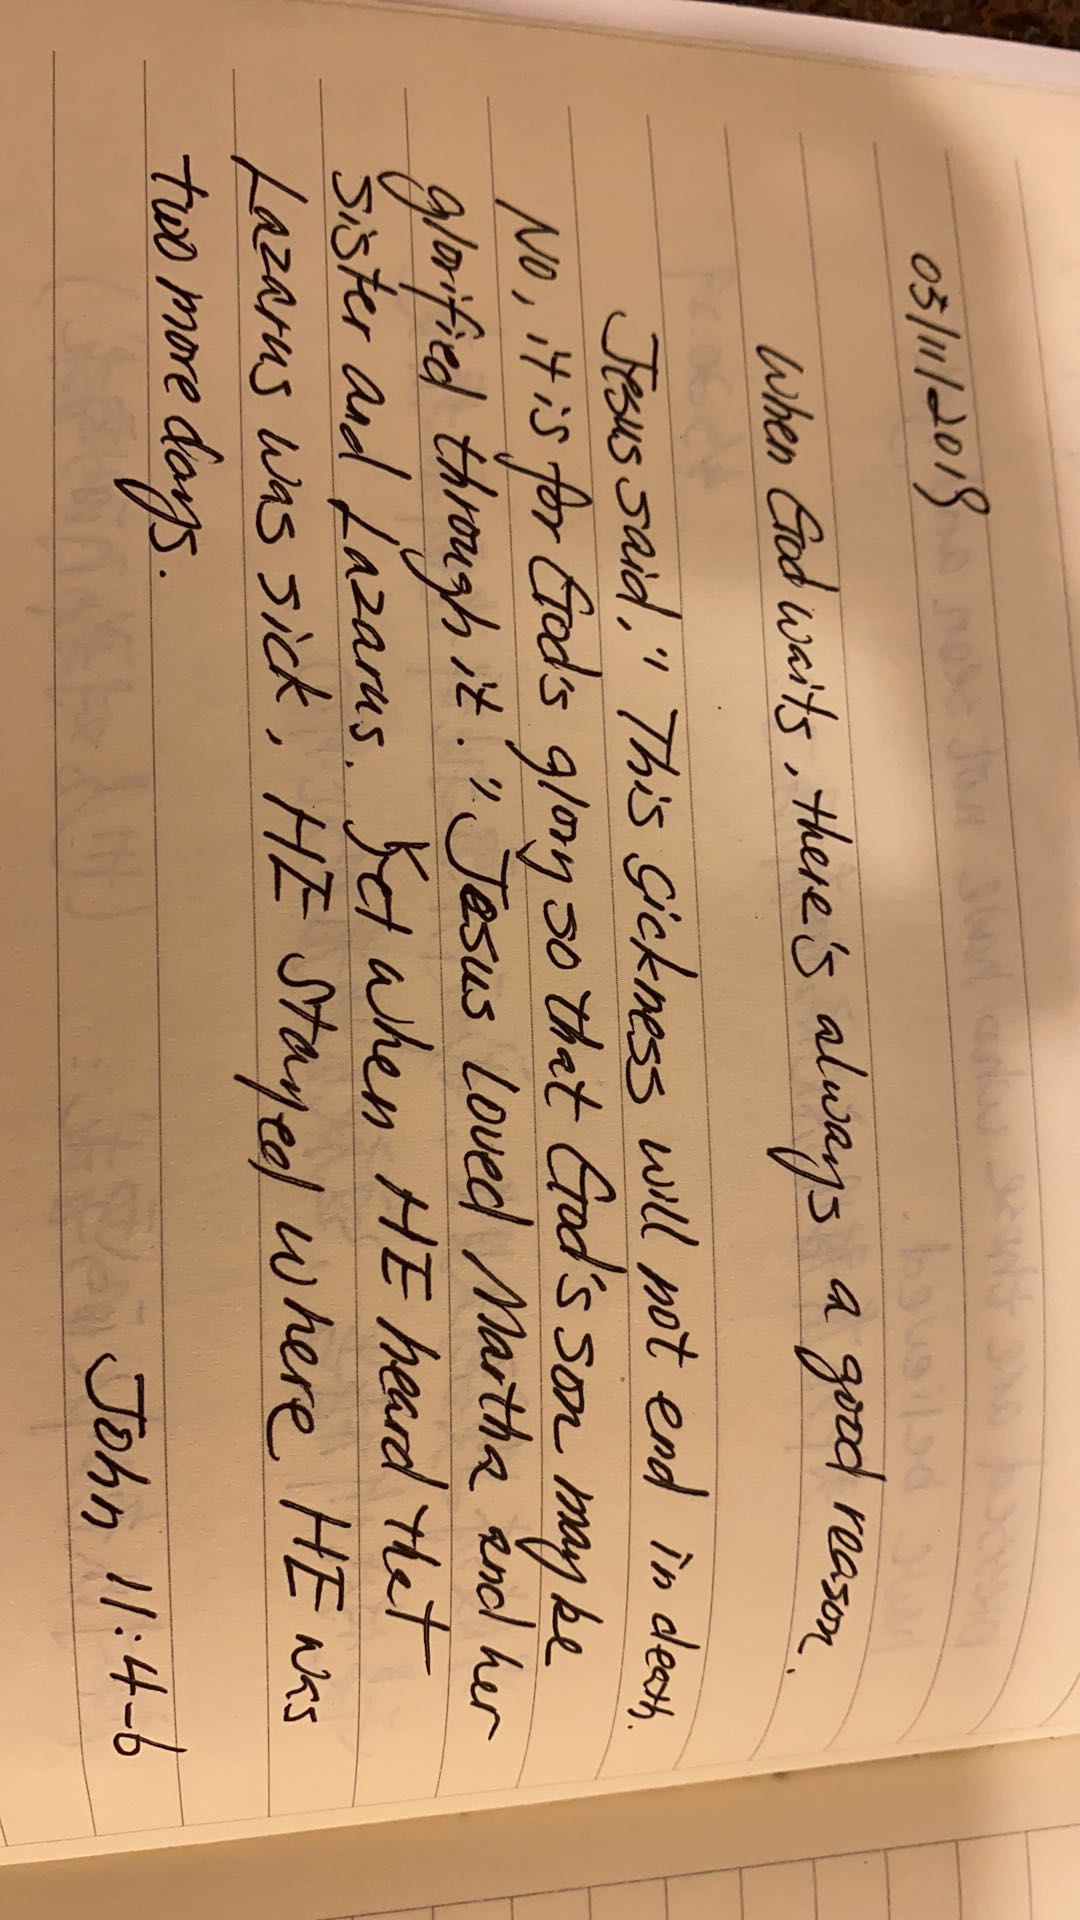 05/11/2019
When God waits, there's always a good reason.
Jesus said," This sickness will not end in death.
No, it is for God's glory so that God's son may be
glorified through it." Jesus loved Martha and her
sister and Lazarus. Yet when HE heard that
Lazarus was sick, HE stayed where HE was
two more days.
John 11:4-6